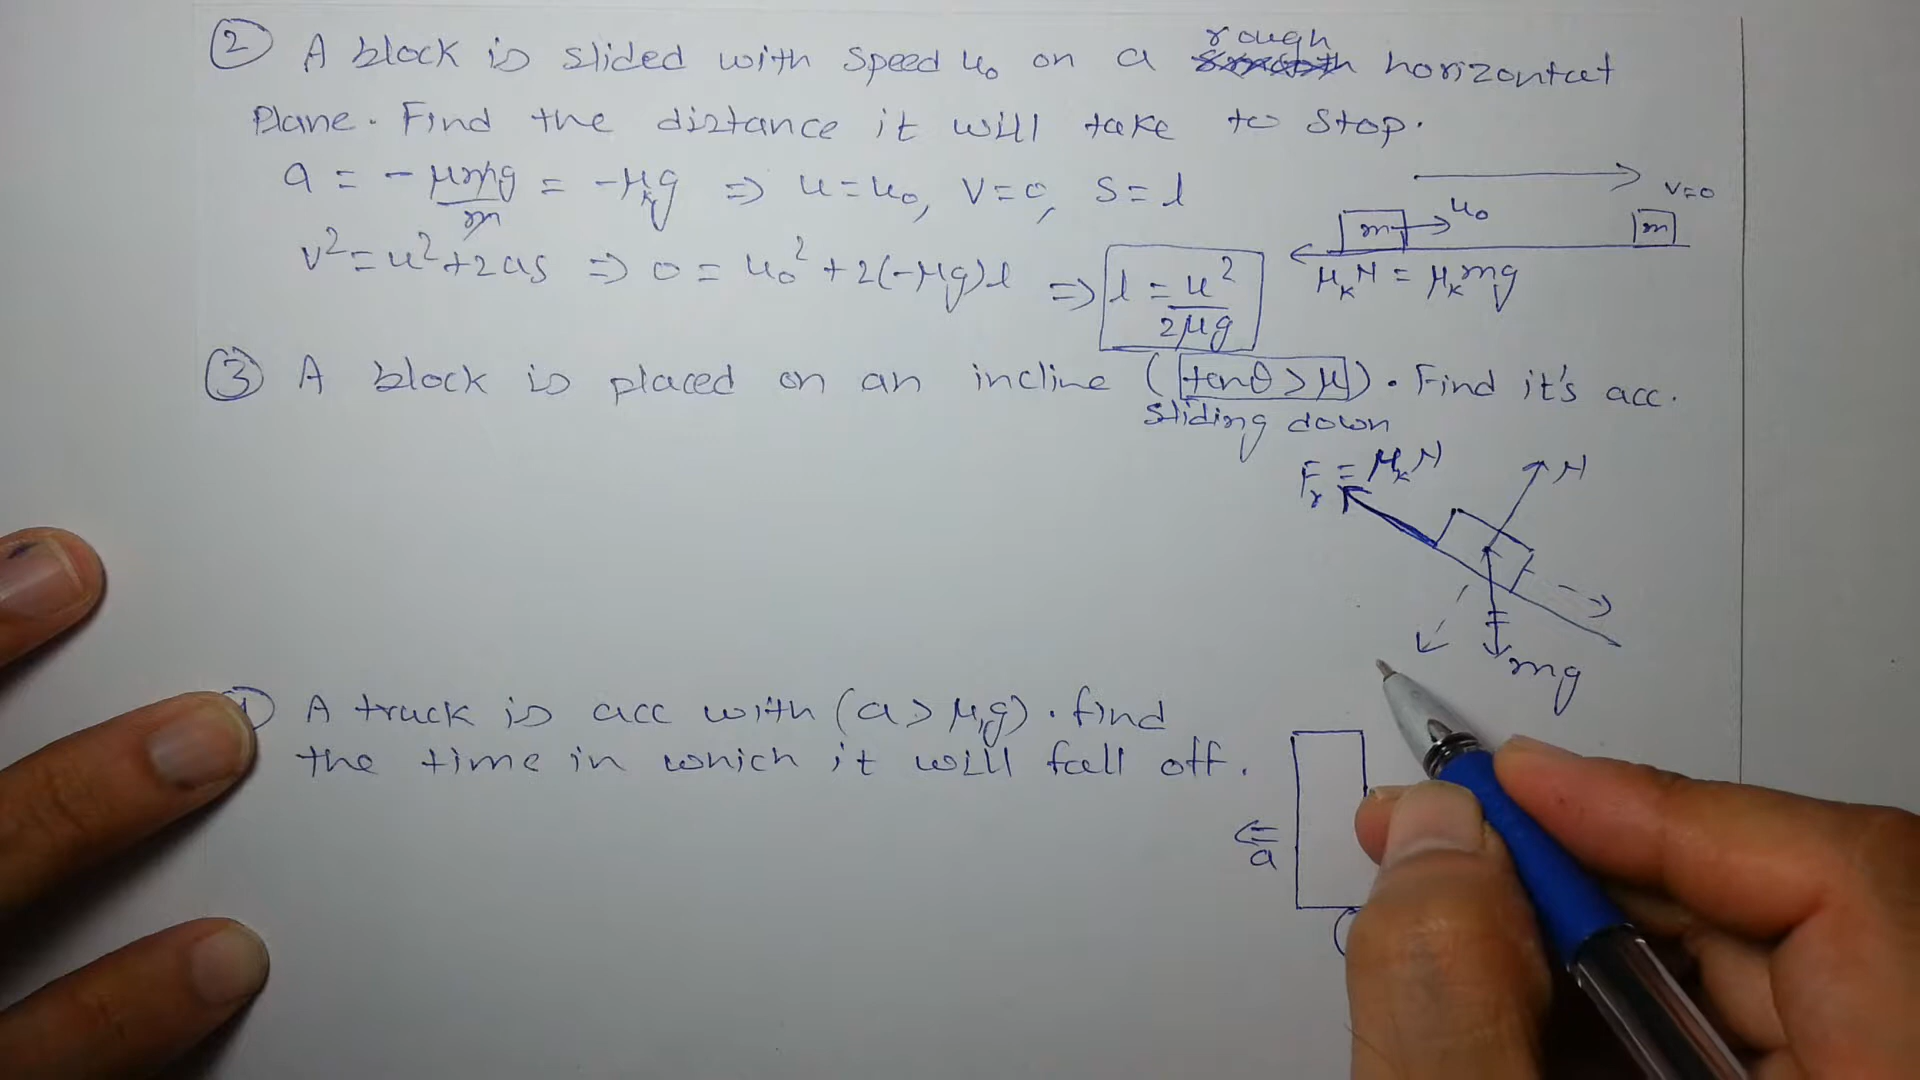 ② A block is slided with speed u₀ on a rough horizontal
Plane. Find the distance it will take to stop.
a = -μmg/m = -μₖg ⇒ u = u₀, v = 0, s = l
v² = u² + 2as ⇒ 0 = u₀² + 2(-μg)l ⇒ l = u²/2μg
v=0
u₀
m
m
μₖN = μₖmg
③ A block is placed on an incline (tanθ > μ). Find it's acc.
sliding down
Fᵣ = μₖN
N
mg
A truck is acc with (a > μg). find
the time in which it will fall off.
a